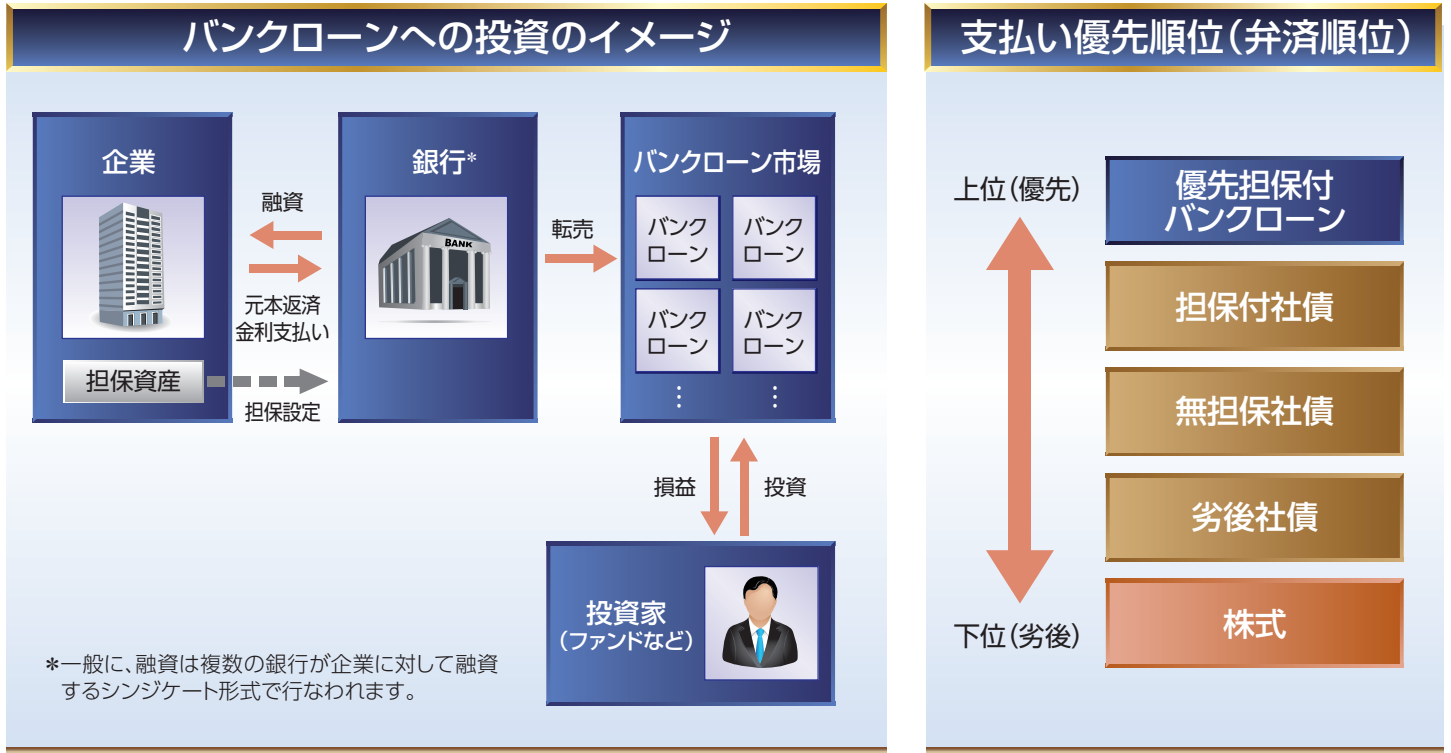 バンクローンへの投資のイメージ
企業
融資
元本返済
金利支払い
担保資産
担保設定
銀行*
BANK
転売
バンクローン市場
バンク
ローン
バンク
ローン
バンク
ローン
バンク
ローン
⋮
⋮
損益
投資
投資家
（ファンドなど）
*一般に、融資は複数の銀行が企業に対して融資
するシンジケート形式で行なわれます。
支払い優先順位（弁済順位）
上位（優先）
下位（劣後）
優先担保付
バンクローン
担保付社債
無担保社債
劣後社債
株式